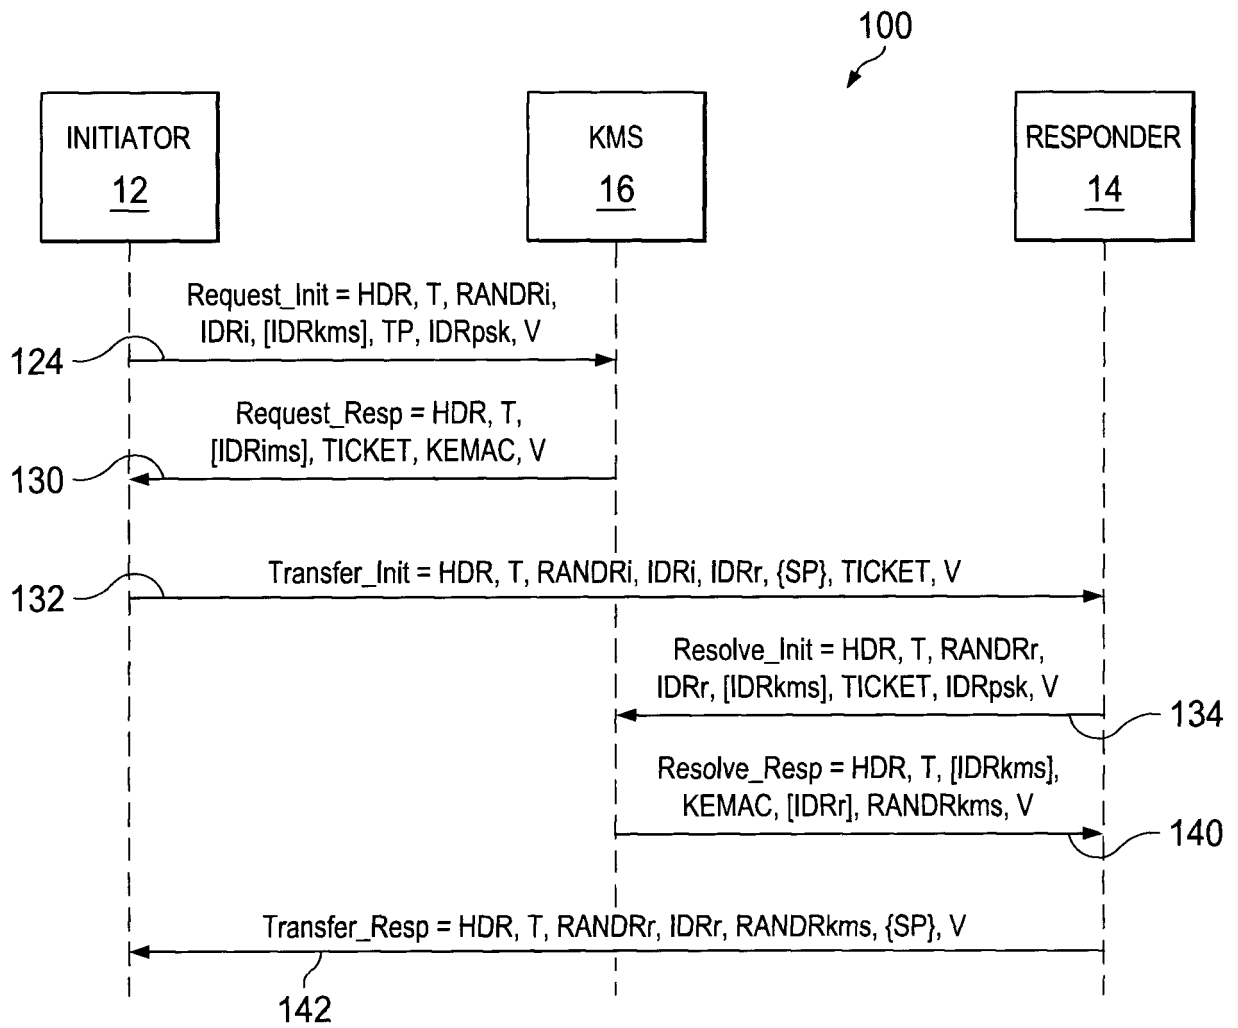 100
INITIATOR
12
KMS
16
RESPONDER
14
Request_Init = HDR, T, RANDRi,
IDRi, [IDRkms], TP, IDRpsk, V
124
Request_Resp = HDR, T,
[IDRims], TICKET, KEMAC, V
130
Transfer_Init = HDR, T, RANDRi, IDRi, IDRr, {SP}, TICKET, V
132
Resolve_Init = HDR, T, RANDRr,
IDRr, [IDRkms], TICKET, IDRpsk, V
134
Resolve_Resp = HDR, T, [IDRkms],
KEMAC, [IDRr], RANDRkms, V
140
Transfer_Resp = HDR, T, RANDRr, IDRr, RANDRkms, {SP}, V
142